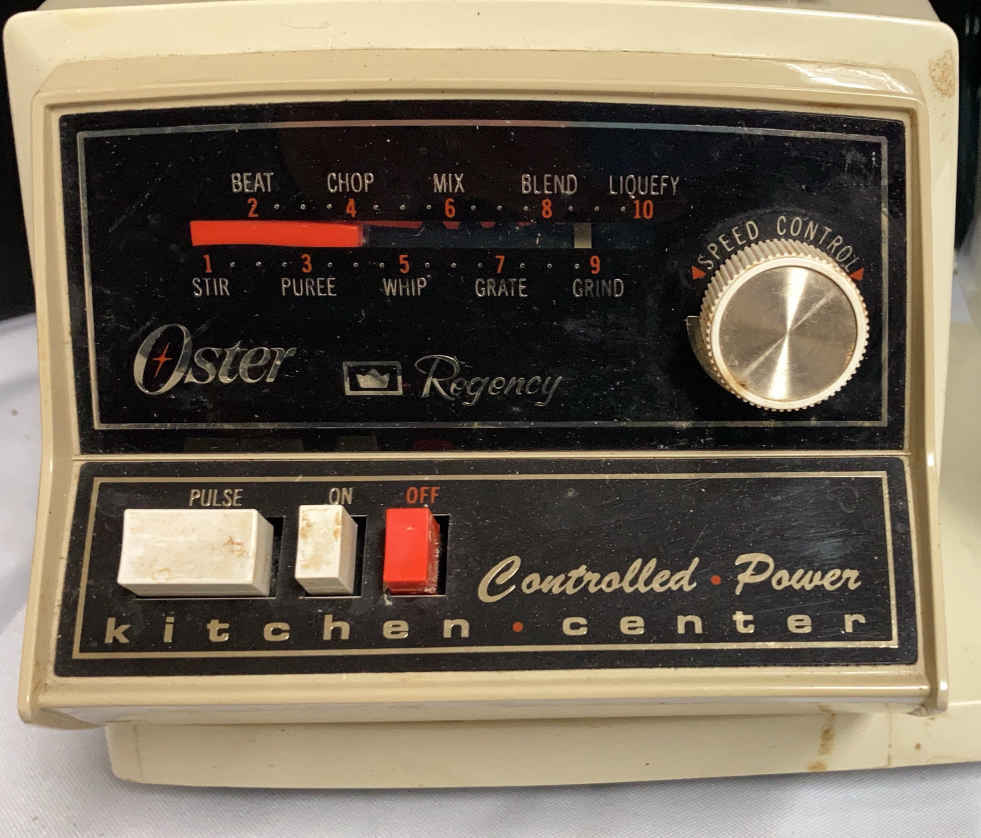 BEAT CHOP MIX BLEND LIQUEFY
2 4 6 8 10
1 3 5 7 9
STIR PUREE WHIP GRATE GRIND
SPEED CONTROL
Oster Regency
PULSE ON OFF
Controlled • Power
kitchen • center